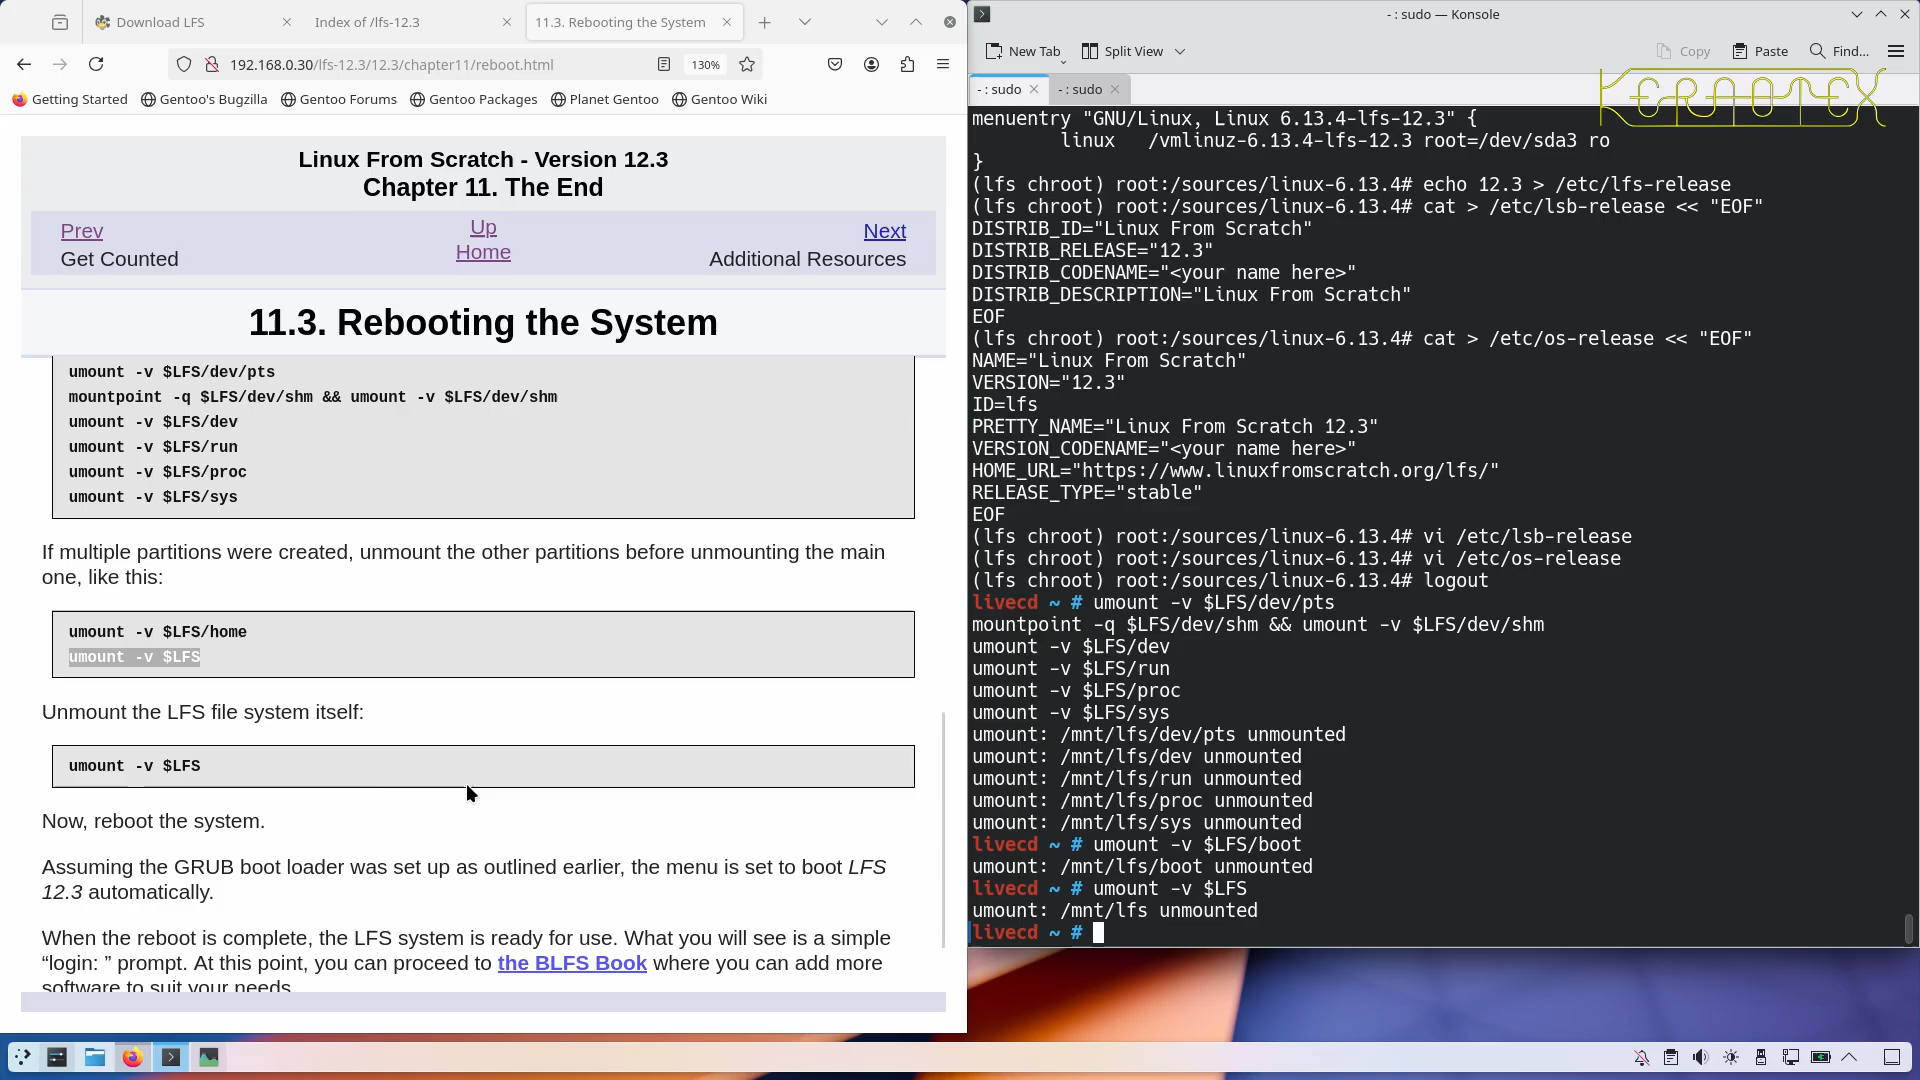 Download LFS
Index of /lfs-12.3
11.3. Rebooting the System
192.168.0.30/lfs-12.3/12.3/chapter11/reboot.html
130%
Getting Started
Gentoo's Bugzilla
Gentoo Forums
Gentoo Packages
Planet Gentoo
Gentoo Wiki
Linux From Scratch - Version 12.3
Chapter 11. The End
Prev
Up
Next
Get Counted
Home
Additional Resources
11.3. Rebooting the System
umount -v $LFS/dev/pts
mountpoint -q $LFS/dev/shm && umount -v $LFS/dev/shm
umount -v $LFS/dev
umount -v $LFS/run
umount -v $LFS/proc
umount -v $LFS/sys
If multiple partitions were created, unmount the other partitions before unmounting the main
one, like this:
umount -v $LFS/home
umount -v $LFS
Unmount the LFS file system itself:
umount -v $LFS
Now, reboot the system.
Assuming the GRUB boot loader was set up as outlined earlier, the menu is set to boot LFS
12.3 automatically.
When the reboot is complete, the LFS system is ready for use. What you will see is a simple
“login: ” prompt. At this point, you can proceed to the BLFS Book where you can add more
software to suit your needs.
- : sudo — Konsole
New Tab
Split View
Copy
Paste
Find...
- : sudo
- : sudo
KERAOTEX
menuentry "GNU/Linux, Linux 6.13.4-lfs-12.3" {
        linux   /vmlinuz-6.13.4-lfs-12.3 root=/dev/sda3 ro
}
(lfs chroot) root:/sources/linux-6.13.4# echo 12.3 > /etc/lfs-release
(lfs chroot) root:/sources/linux-6.13.4# cat > /etc/lsb-release << "EOF"
DISTRIB_ID="Linux From Scratch"
DISTRIB_RELEASE="12.3"
DISTRIB_CODENAME="<your name here>"
DISTRIB_DESCRIPTION="Linux From Scratch"
EOF
(lfs chroot) root:/sources/linux-6.13.4# cat > /etc/os-release << "EOF"
NAME="Linux From Scratch"
VERSION="12.3"
ID=lfs
PRETTY_NAME="Linux From Scratch 12.3"
VERSION_CODENAME="<your name here>"
HOME_URL="https://www.linuxfromscratch.org/lfs/"
RELEASE_TYPE="stable"
EOF
(lfs chroot) root:/sources/linux-6.13.4# vi /etc/lsb-release
(lfs chroot) root:/sources/linux-6.13.4# vi /etc/os-release
(lfs chroot) root:/sources/linux-6.13.4# logout
livecd ~ # umount -v $LFS/dev/pts
mountpoint -q $LFS/dev/shm && umount -v $LFS/dev/shm
umount -v $LFS/dev
umount -v $LFS/run
umount -v $LFS/proc
umount -v $LFS/sys
umount: /mnt/lfs/dev/pts unmounted
umount: /mnt/lfs/dev unmounted
umount: /mnt/lfs/run unmounted
umount: /mnt/lfs/proc unmounted
umount: /mnt/lfs/sys unmounted
livecd ~ # umount -v $LFS/boot
umount: /mnt/lfs/boot unmounted
livecd ~ # umount -v $LFS
umount: /mnt/lfs unmounted
livecd ~ #